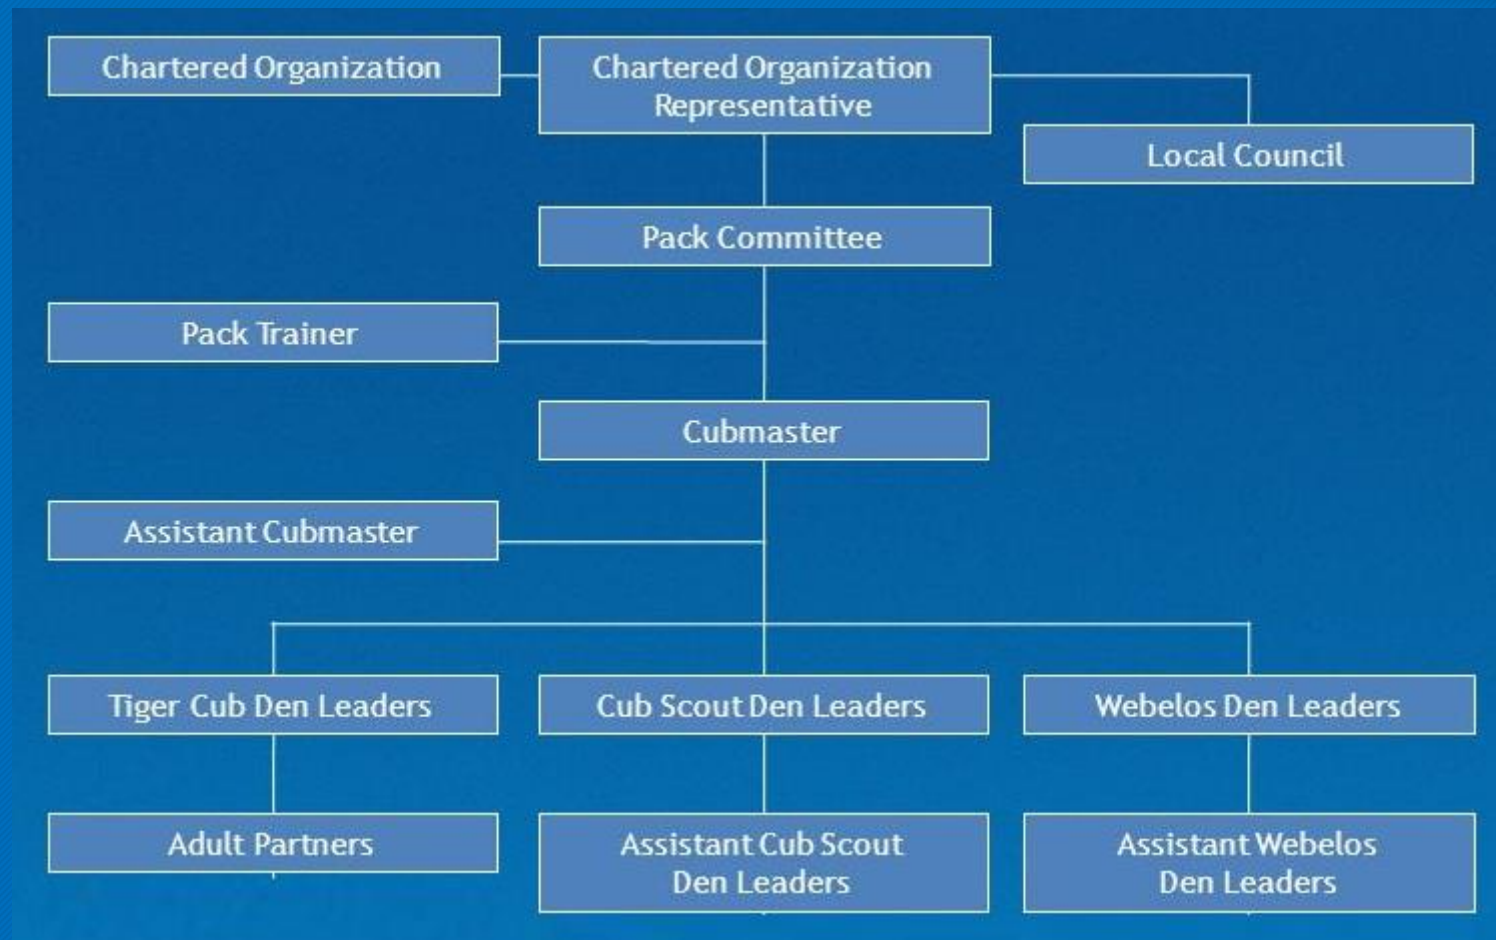 Chartered Organization
Chartered Organization
Representative
Local Council
Pack Committee
Pack Trainer
Cubmaster
Assistant Cubmaster
Tiger Cub Den Leaders
Cub Scout Den Leaders
Webelos Den Leaders
Adult Partners
Assistant Cub Scout
Den Leaders
Assistant Webelos
Den Leaders